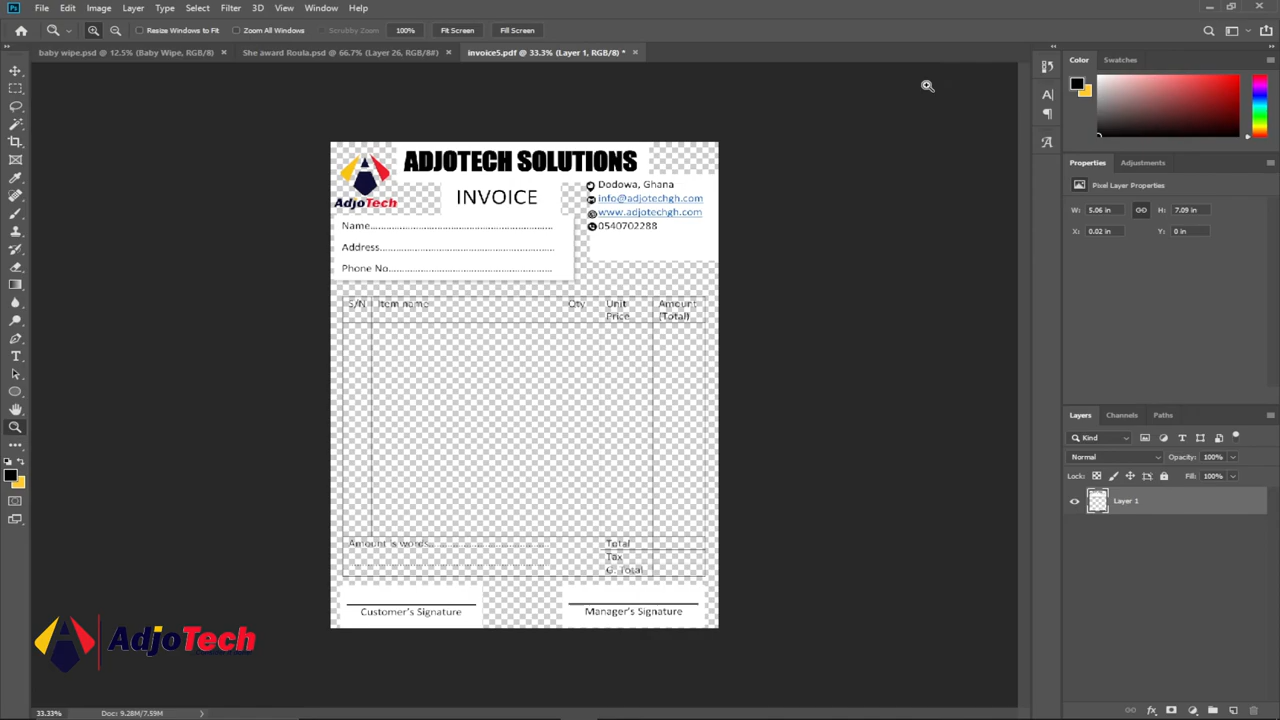 Ps File Edit Image Layer Type Select Filter 3D View Window Help
Resize Windows to Fit Zoom All Windows Scrubby Zoom 100% Fit Screen Fill Screen
baby wipe.psd @ 12.5% (Baby Wipe, RGB/8) × She award Roula.psd @ 66.7% (Layer 26, RGB/8#) × invoice5.pdf @ 33.3% (Layer 1, RGB/8) * ×
Color Swatches
Properties Adjustments
Pixel Layer Properties
W: 5.06 in H: 7.09 in
X: 0.02 in Y: 0 in
Layers Channels Paths
Kind
Normal Opacity: 100%
Lock: Fill: 100%
Layer 1
ADJOTECH SOLUTIONS
AdjoTech
INVOICE
Dodowa, Ghana
info@adjotechgh.com
www.adjotechgh.com
0540702288
Name......................................................
Address...................................................
Phone No..................................................
S/N Item name Qty Unit Price Amount (Total)
Amount is words..................................
Total
Tax
G. Total
Customer's Signature
Manager's Signature
AdjoTech
33.33% Doc: 9.28M/7.59M